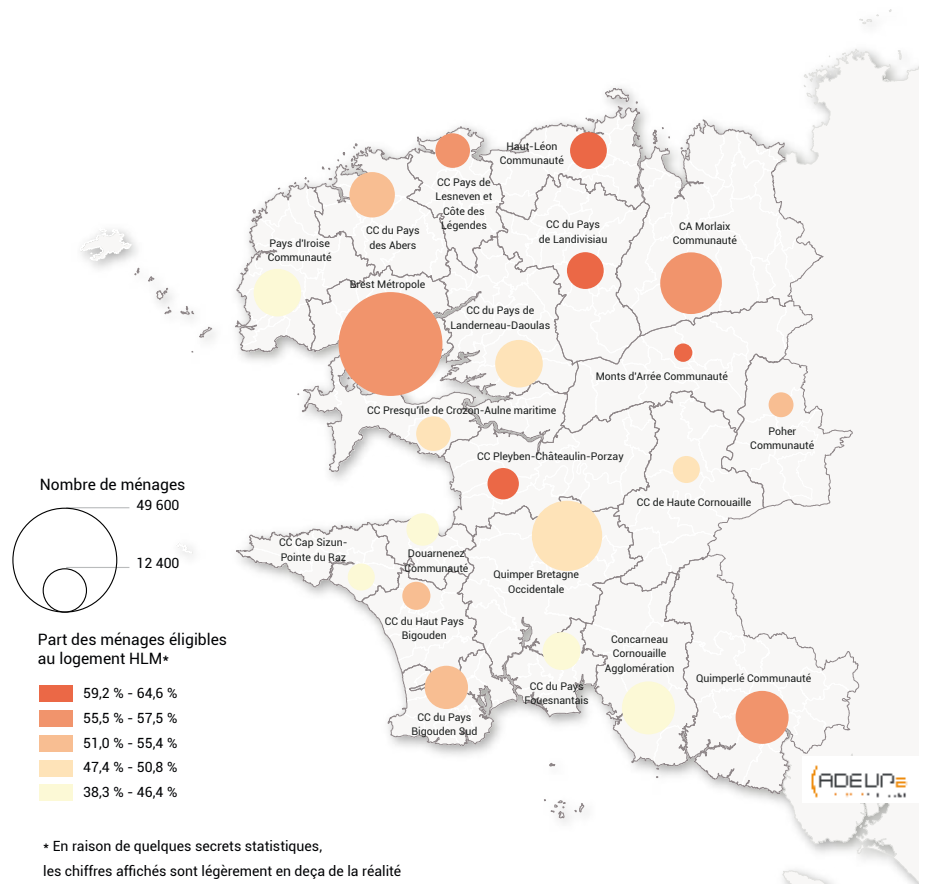 Haut-Léon
Communauté
CC Pays de
Lesneven et
Côte des
Légendes
CC du Pays
des Abers
CC du Pays
de Landivisiau
CA Morlaix
Communauté
Pays d'Iroise
Communauté
Brest Métropole
CC du Pays de
Landerneau-Daoulas
Monts d'Arrée Communauté
CC Presqu'île de Crozon-Aulne maritime
Poher
Communauté
CC Pleyben-Châteaulin-Porzay
CC de Haute Cornouaille
CC Cap Sizun-
Pointe du Raz
Douarnenez
Communauté
Quimper Bretagne
Occidentale
CC du Haut Pays
Bigouden
Concarneau
Cornouaille
Agglomération
Quimperlé Communauté
CC du Pays
Fouesnantais
CC du Pays
Bigouden Sud
Nombre de ménages
49 600
12 400
Part des ménages éligibles
au logement HLM*
59,2 % - 64,6 %
55,5 % - 57,5 %
51,0 % - 55,4 %
47,4 % - 50,8 %
38,3 % - 46,4 %
ADEUPa
* En raison de quelques secrets statistiques,
les chiffres affichés sont légèrement en deça de la réalité